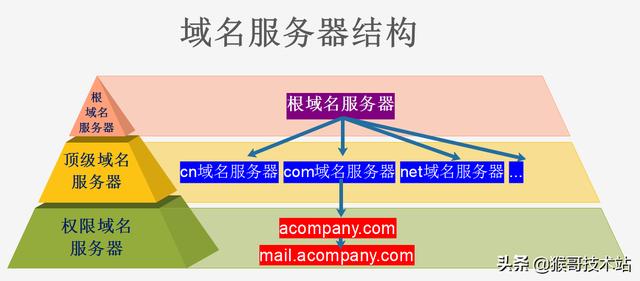 域名服务器结构
根
域名
服务器
根域名服务器
顶级域名
服务器
cn域名服务器
com域名服务器
net域名服务器
...
权限域名
服务器
acompany.com
mail.acompany.com
头条 @猴哥技术站